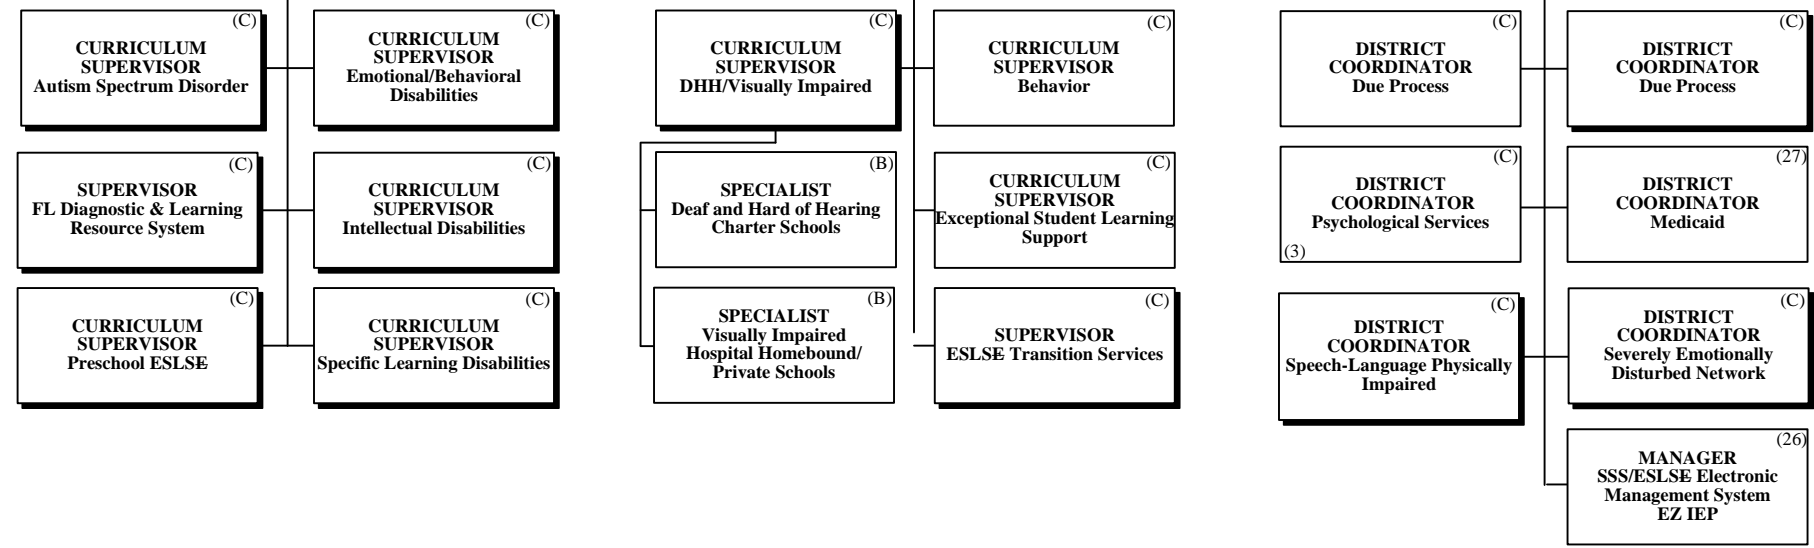 (C)
CURRICULUM
SUPERVISOR
Autism Spectrum Disorder
(C)
CURRICULUM
SUPERVISOR
Emotional/Behavioral
Disabilities
(C)
SUPERVISOR
FL Diagnostic & Learning
Resource System
(C)
CURRICULUM
SUPERVISOR
Intellectual Disabilities
(C)
CURRICULUM
SUPERVISOR
Preschool ESLSE
(C)
CURRICULUM
SUPERVISOR
Specific Learning Disabilities
(C)
CURRICULUM
SUPERVISOR
DHH/Visually Impaired
(C)
CURRICULUM
SUPERVISOR
Behavior
(B)
SPECIALIST
Deaf and Hard of Hearing
Charter Schools
(C)
CURRICULUM
SUPERVISOR
Exceptional Student Learning
Support
(B)
SPECIALIST
Visually Impaired
Hospital Homebound/
Private Schools
(C)
SUPERVISOR
ESLSE Transition Services
(C)
DISTRICT
COORDINATOR
Due Process
(C)
DISTRICT
COORDINATOR
Due Process
(C)
DISTRICT
COORDINATOR
Psychological Services
(3)
(27)
DISTRICT
COORDINATOR
Medicaid
(C)
DISTRICT
COORDINATOR
Speech-Language Physically
Impaired
(C)
DISTRICT
COORDINATOR
Severely Emotionally
Disturbed Network
(26)
MANAGER
SSS/ESLSE Electronic
Management System
EZ IEP